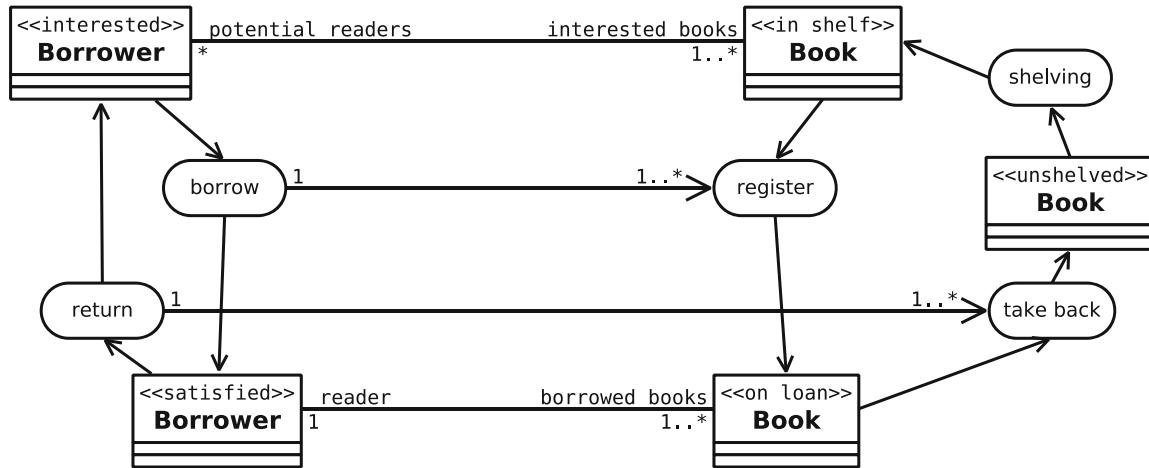 <<interested>>
Borrower
potential readers
*
interested books
1..*
<<in shelf>>
Book
shelving
borrow
1
1..*
register
<<unshelved>>
Book
return
1
1..*
take back
<<satisfied>>
Borrower
reader
1
borrowed books
1..*
<<on loan>>
Book